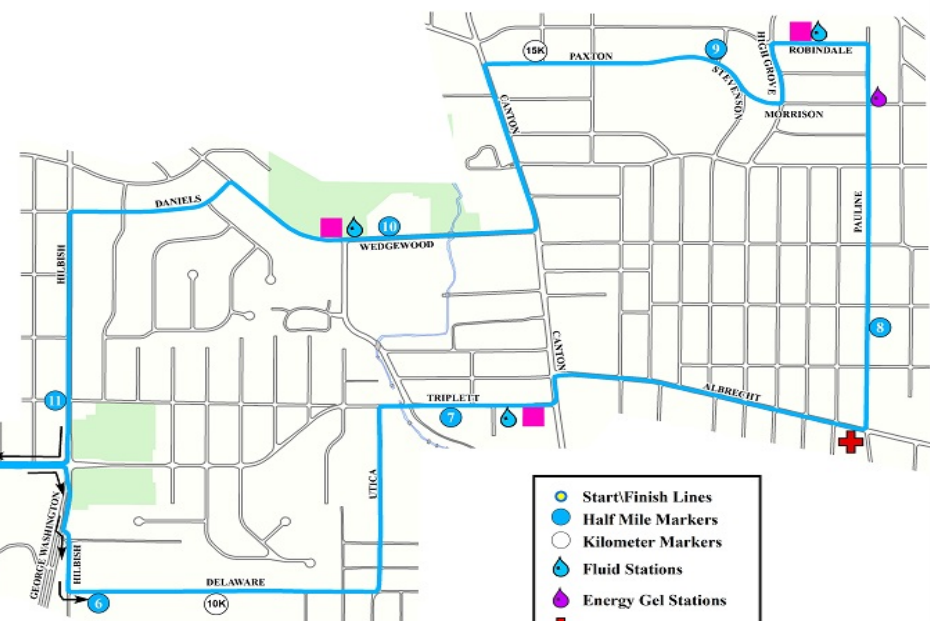 15K
PAXTON
9
STEVENSON
HIGH GROVE
ROBINDALE
MORRISON
CANTON
PAULINE
DANIELS
10
WEDGEWOOD
HILBISH
8
CANTON
ALBRECHT
11
TRIPLETT
7
UTICA
GEORGE WASHINGTON
HILBISH
DELAWARE
6
10K
Start\Finish Lines
Half Mile Markers
Kilometer Markers
Fluid Stations
Energy Gel Stations